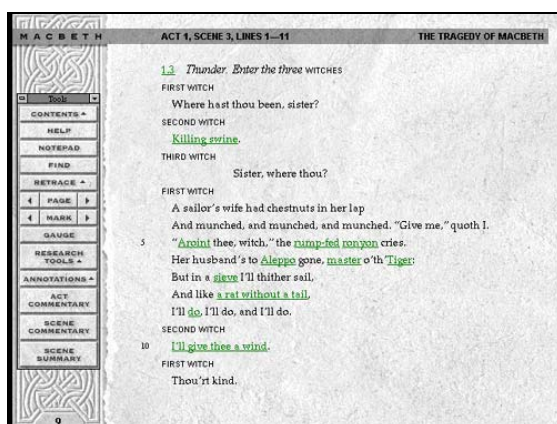 MACBETH
ACT 1, SCENE 3, LINES 1—11
THE TRAGEDY OF MACBETH
Tools
CONTENTS
HELP
NOTEPAD
FIND
RETRACE
PAGE
MARK
GAUGE
RESEARCH
TOOLS
ANNOTATIONS
ACT
COMMENTARY
SCENE
COMMENTARY
SCENE
SUMMARY
9
1.3 Thunder. Enter the three WITCHES
FIRST WITCH
Where hast thou been, sister?
SECOND WITCH
Killing swine.
THIRD WITCH
Sister, where thou?
FIRST WITCH
A sailor's wife had chestnuts in her lap
And munched, and munched, and munched. "Give me," quoth I.
5 "Aroint thee, witch," the rump-fed ronyon cries.
Her husband's to Aleppo gone, master o'th Tiger:
But in a sieve I'll thither sail,
And like a rat without a tail,
I'll do, I'll do, and I'll do.
SECOND WITCH
10 I'll give thee a wind.
FIRST WITCH
Thou'rt kind.